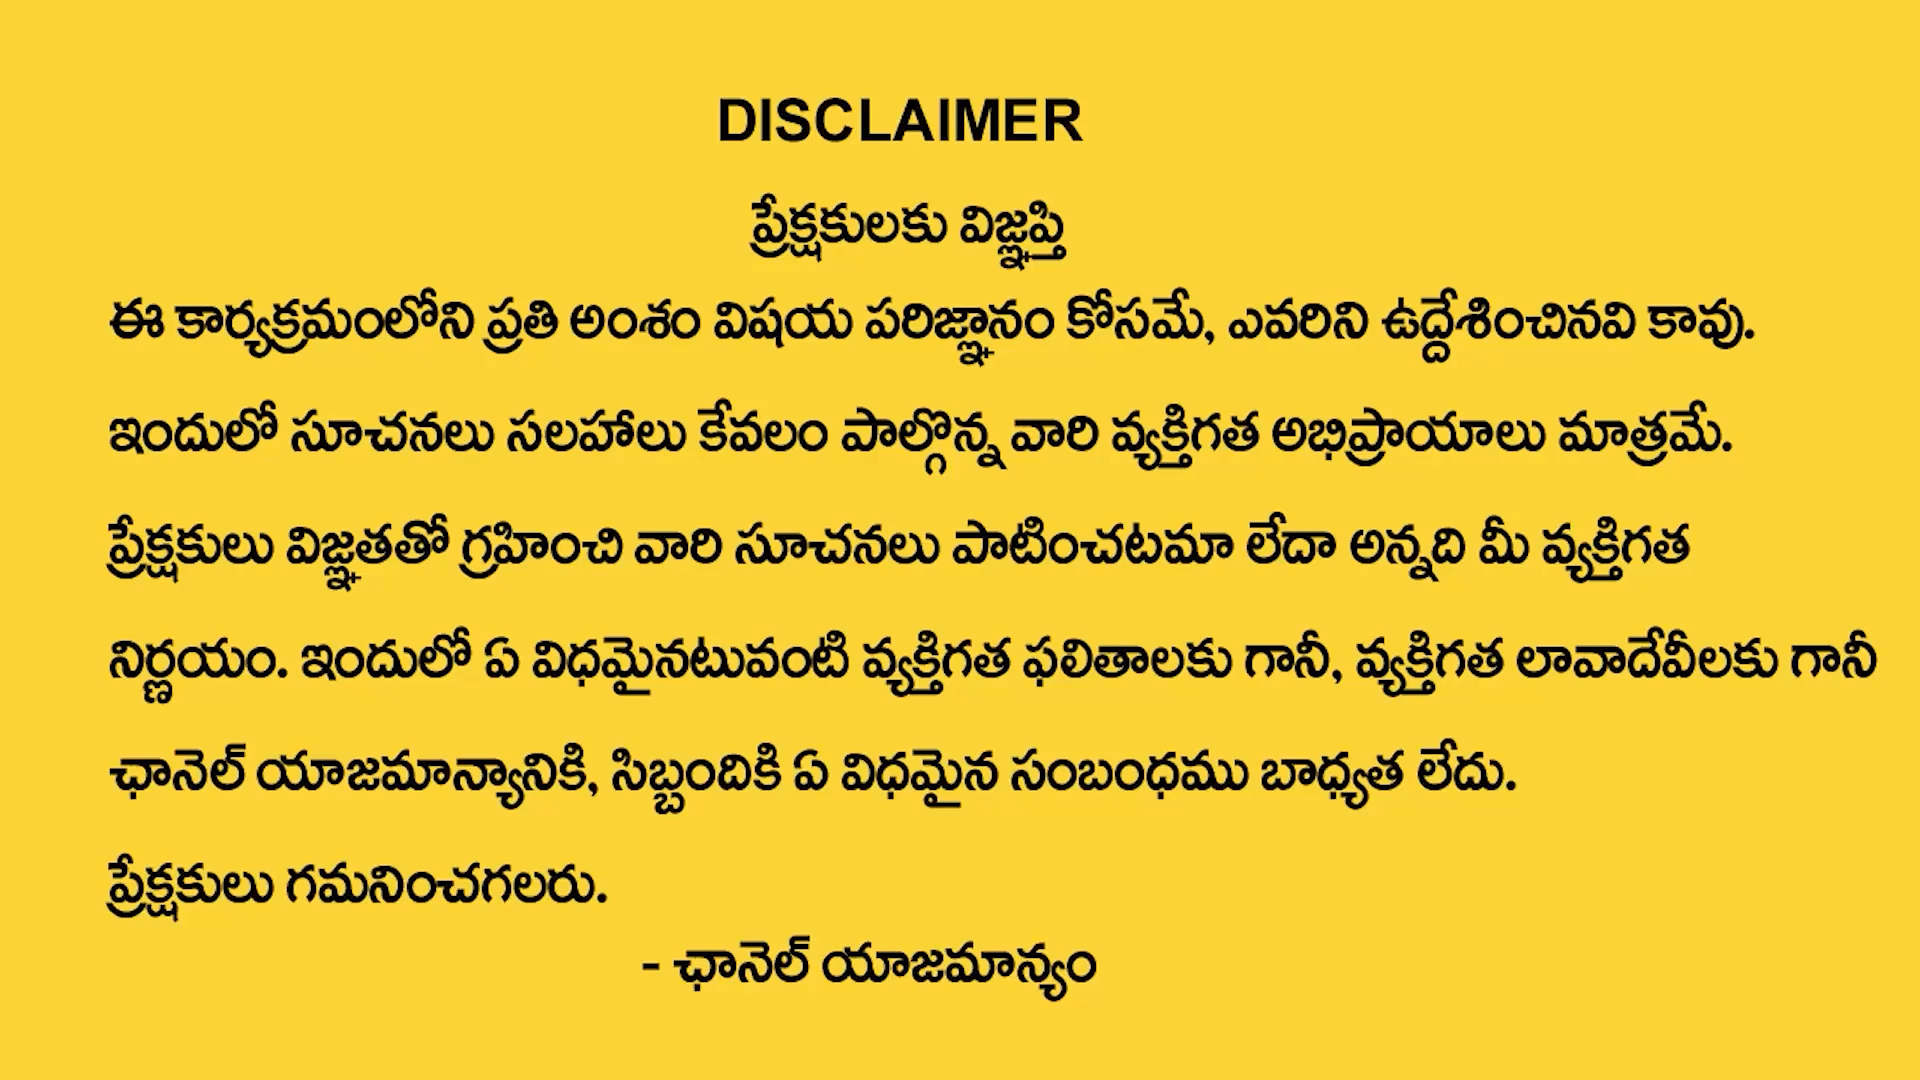 DISCLAIMER
ప్రేక్షకులకు విజ్ఞప్తి
ఈ కార్యక్రమంలోని ప్రతి అంశం విషయ పరిజ్ఞానం కోసమే, ఎవరిని ఉద్దేశించినవి కావు.
ఇందులో సూచనలు సలహాలు కేవలం పాల్గొన్న వారి వ్యక్తిగత అభిప్రాయాలు మాత్రమే.
ప్రేక్షకులు విజ్ఞతతో గ్రహించి వారి సూచనలు పాటించటమా లేదా అన్నది మీ వ్యక్తిగత
నిర్ణయం. ఇందులో ఏ విధమైనటువంటి వ్యక్తిగత ఫలితాలకు గానీ, వ్యక్తిగత లావాదేవీలకు గానీ
ఛానెల్ యాజమాన్యానికి, సిబ్బందికి ఏ విధమైన సంబంధము బాధ్యత లేదు.
ప్రేక్షకులు గమనించగలరు.
- ఛానెల్ యాజమాన్యం